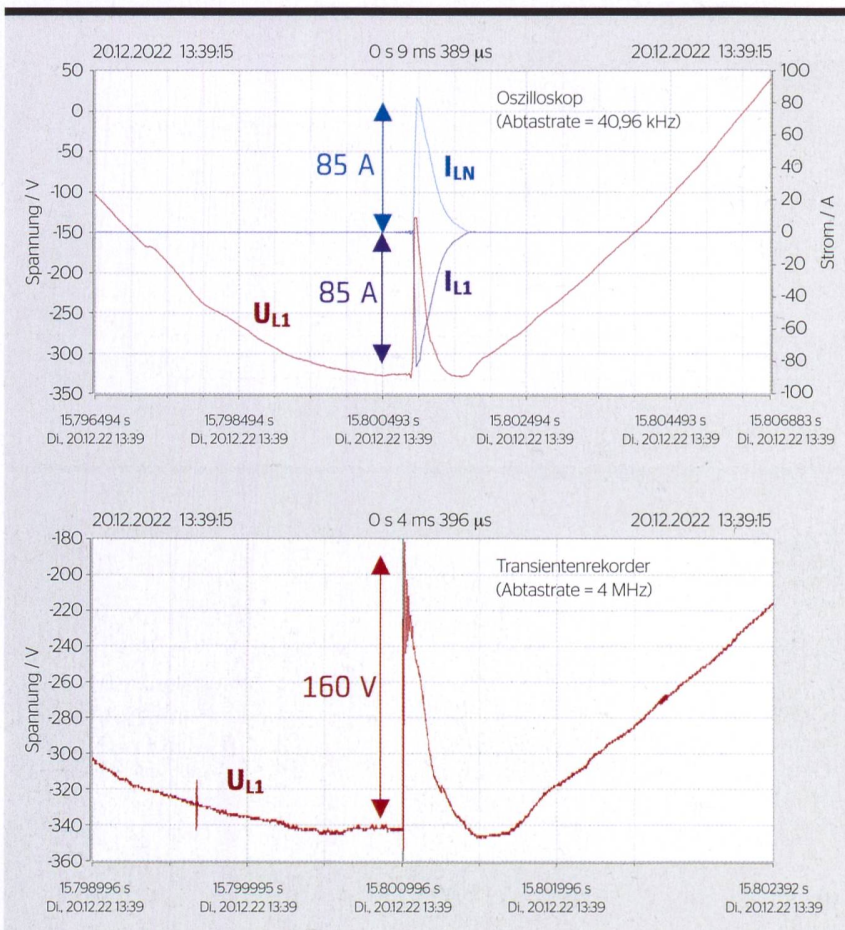 20.12.2022 13:39:15 0 s 9 ms 389 µs 20.12.2022 13:39:15
Spannung / V
50
0
-50
-100
-150
-200
-250
-300
-350
Oszilloskop
(Abtastrate = 40,96 kHz)
85 A
I_LN
85 A
I_L1
U_L1
100
80
60
40
20
0
-20
-40
-60
-80
-100
Strom / A
15.796494 s 15.798494 s 15.800493 s 15.802494 s 15.804493 s 15.806883 s
Di., 20.12.22 13:39 Di., 20.12.22 13:39 Di., 20.12.22 13:39 Di., 20.12.22 13:39 Di., 20.12.22 13:39 Di., 20.12.22 13:39
20.12.2022 13:39:15 0 s 4 ms 396 µs 20.12.2022 13:39:15
Spannung / V
-180
-200
-220
-240
-260
-280
-300
-320
-340
-360
Transientenrekorder
(Abtastrate = 4 MHz)
160 V
U_L1
15.798996 s 15.799995 s 15.800996 s 15.801996 s 15.802392 s
Di., 20.12.22 13:39 Di., 20.12.22 13:39 Di., 20.12.22 13:39 Di., 20.12.22 13:39 Di., 20.12.22 13:39